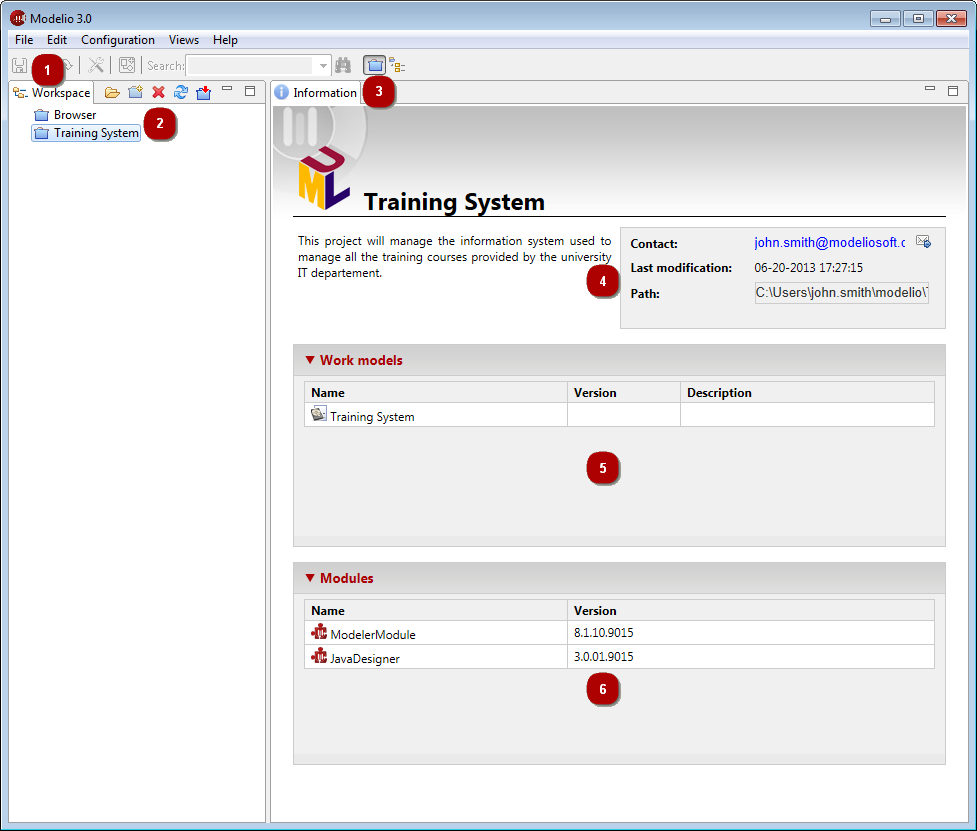 Modelio 3.0
File Edit Configuration Views Help
1 Search:
Workspace
Information 3
Browser
2
Training System
UML
Training System
This project will manage the information system used to
manage all the training courses provided by the university
IT departement.
4
Contact: john.smith@modeliosoft.c
Last modification: 06-20-2013 17:27:15
Path: C:\Users\john.smith\modelio\T
Work models
Name Version Description
Training System
5
Modules
Name Version
ModelerModule 8.1.10.9015
JavaDesigner 3.0.01.9015
6